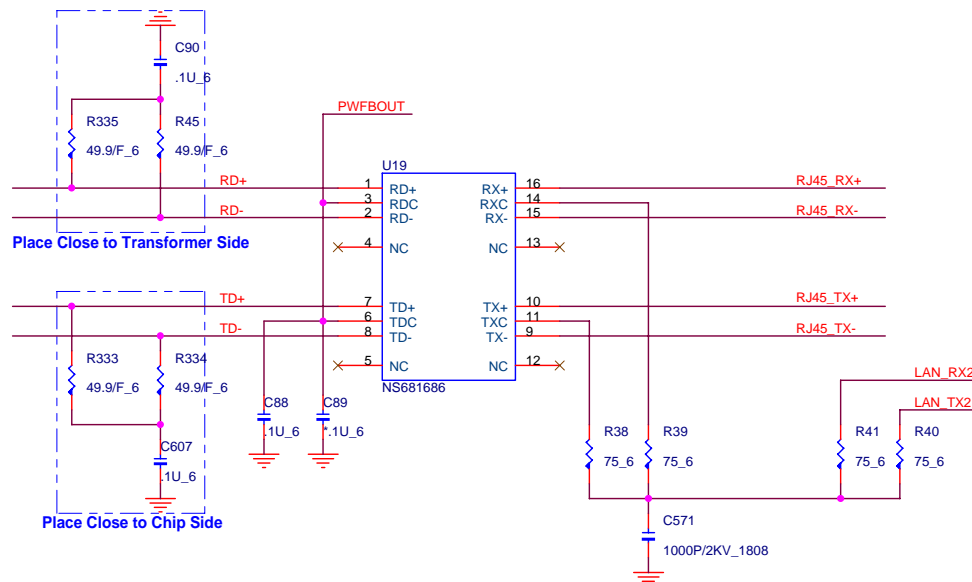 C90
.1U_6
R335
R45
49.9/F_6
49.9/F_6
PWFBOUT
U19
RD+
1
RD+
RX+
16
RJ45_RX+
3
RDC
RXC
14
RD-
2
RD-
RX-
15
RJ45_RX-
Place Close to Transformer Side
4
NC
NC
13
TD+
7
TD+
TX+
10
RJ45_TX+
6
TDC
TXC
11
TD-
8
TD-
TX-
9
RJ45_TX-
R333
R334
5
NC
NC
12
49.9/F_6
49.9/F_6
NS681686
LAN_RX2
C88
C89
LAN_TX2
.1U_6
*.1U_6
R38
R39
R41
R40
C607
75_6
75_6
75_6
75_6
.1U_6
Place Close to Chip Side
C571
1000P/2KV_1808